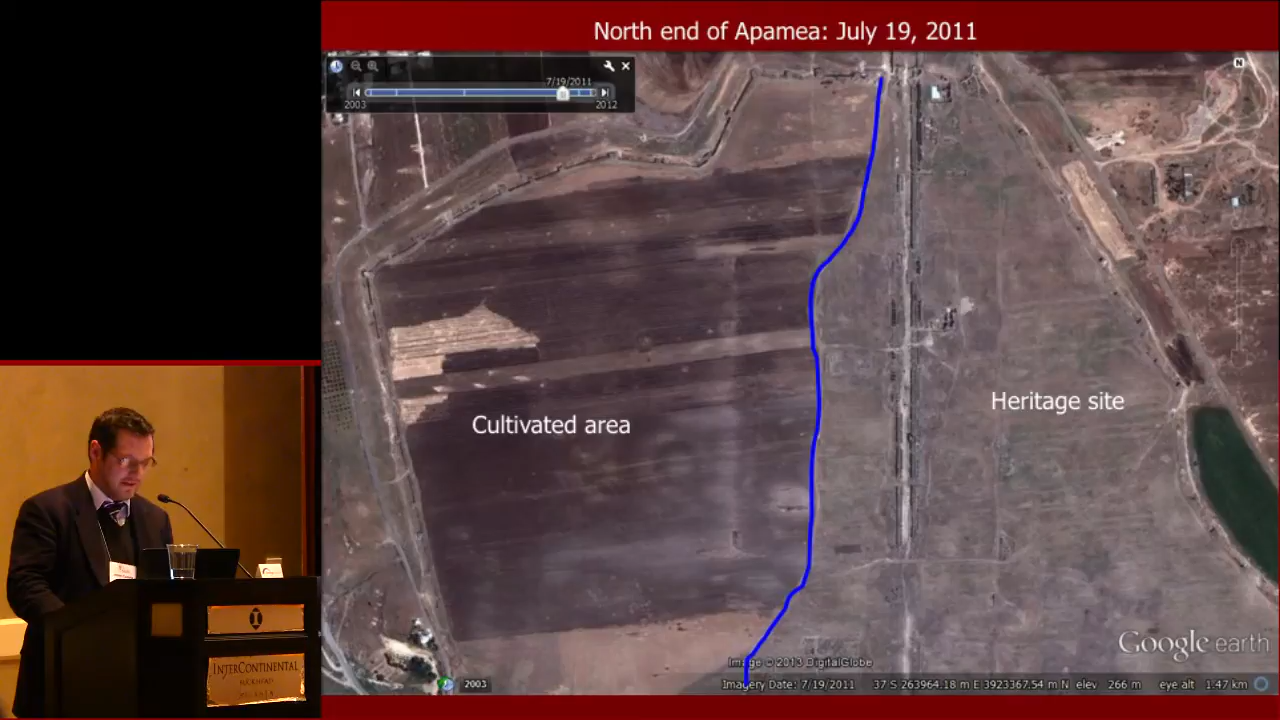 North end of Apamea: July 19, 2011
7/19/2011
2003
2012
N
Cultivated area
Heritage site
Google earth
Image © 2013 DigitalGlobe
2003
Imagery Date: 7/19/2011 37 S 263964.18 m E 3923367.54 m N elev 266 m eye alt 1.47 km
INTERCONTINENTAL
BUCKHEAD
ATLANTA